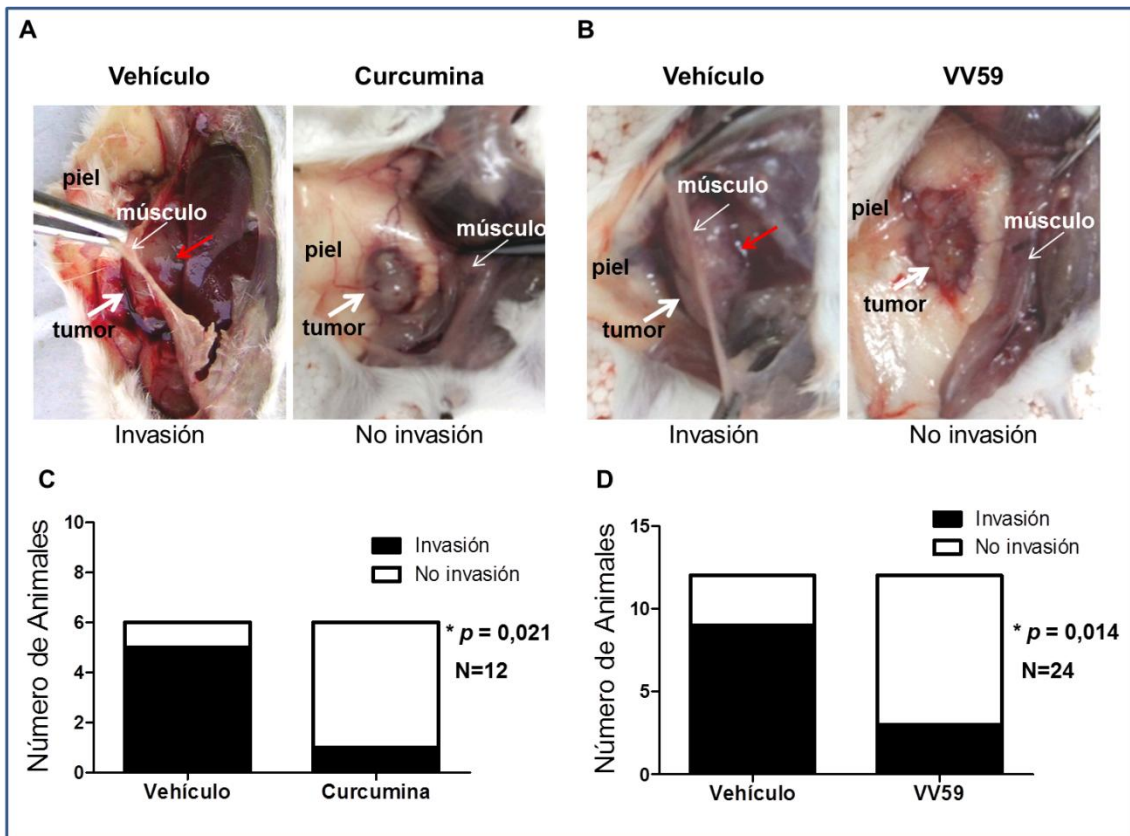 A
Vehículo
Curcumina
piel
músculo
tumor
piel
músculo
tumor
Invasión
No invasión
B
Vehículo
VV59
músculo
piel
tumor
piel
músculo
tumor
Invasión
No invasión
C
Número de Animales
10
8
6
4
2
0
Invasión
No invasión
* p = 0,021
N=12
Vehículo
Curcumina
D
Número de Animales
15
10
5
0
Invasión
No invasión
* p = 0,014
N=24
Vehículo
VV59